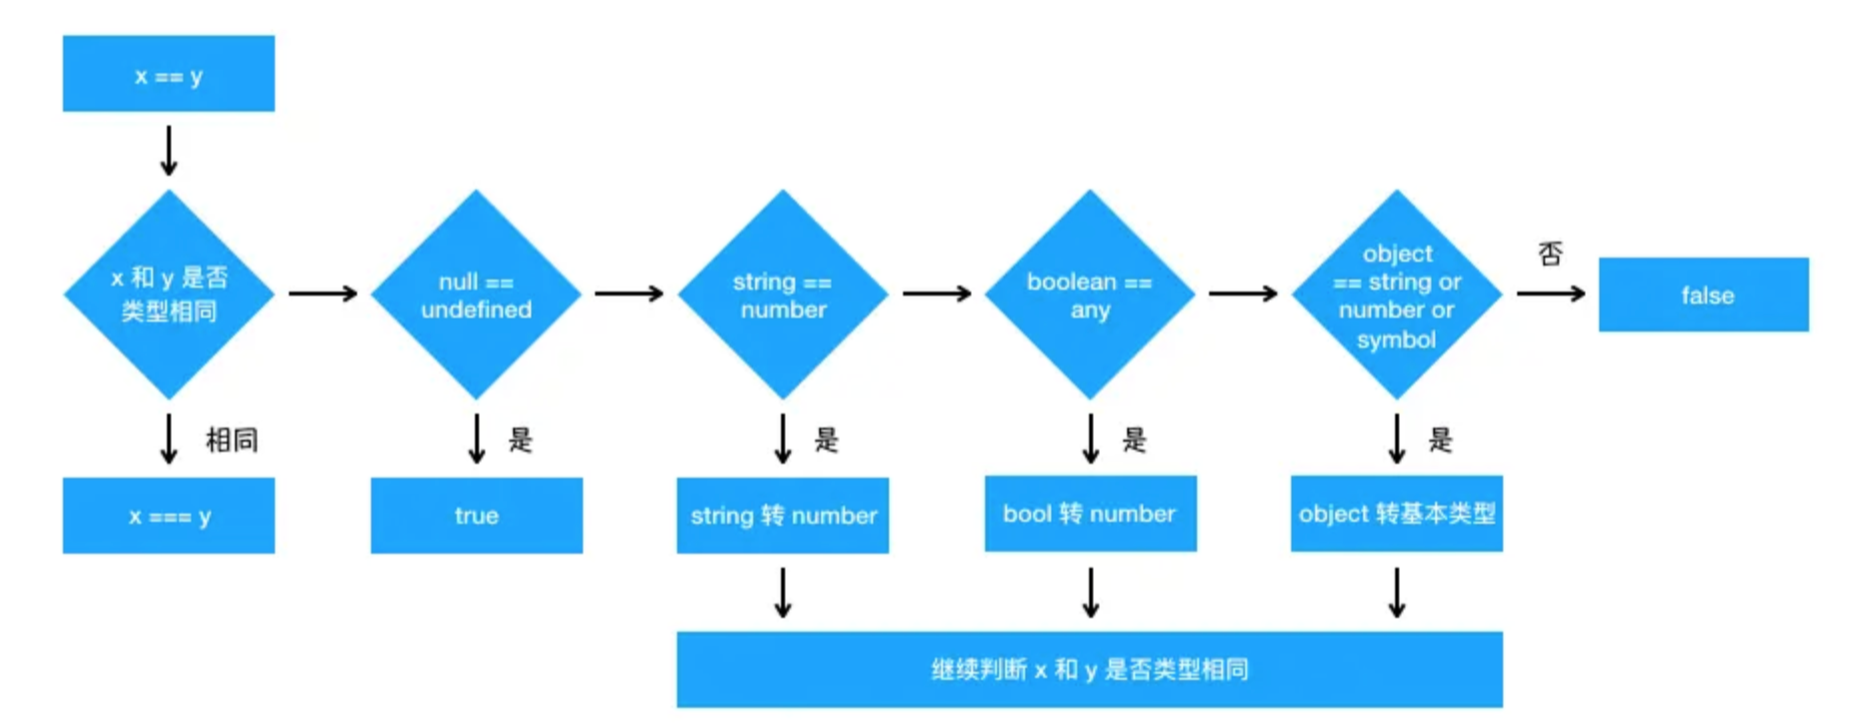 x == y
x 和 y 是否
类型相同
null ==
undefined
string ==
number
boolean ==
any
object
== string or
number or
symbol
否
false
相同
是
是
是
是
x === y
true
string 转 number
bool 转 number
object 转基本类型
继续判断 x 和 y 是否类型相同